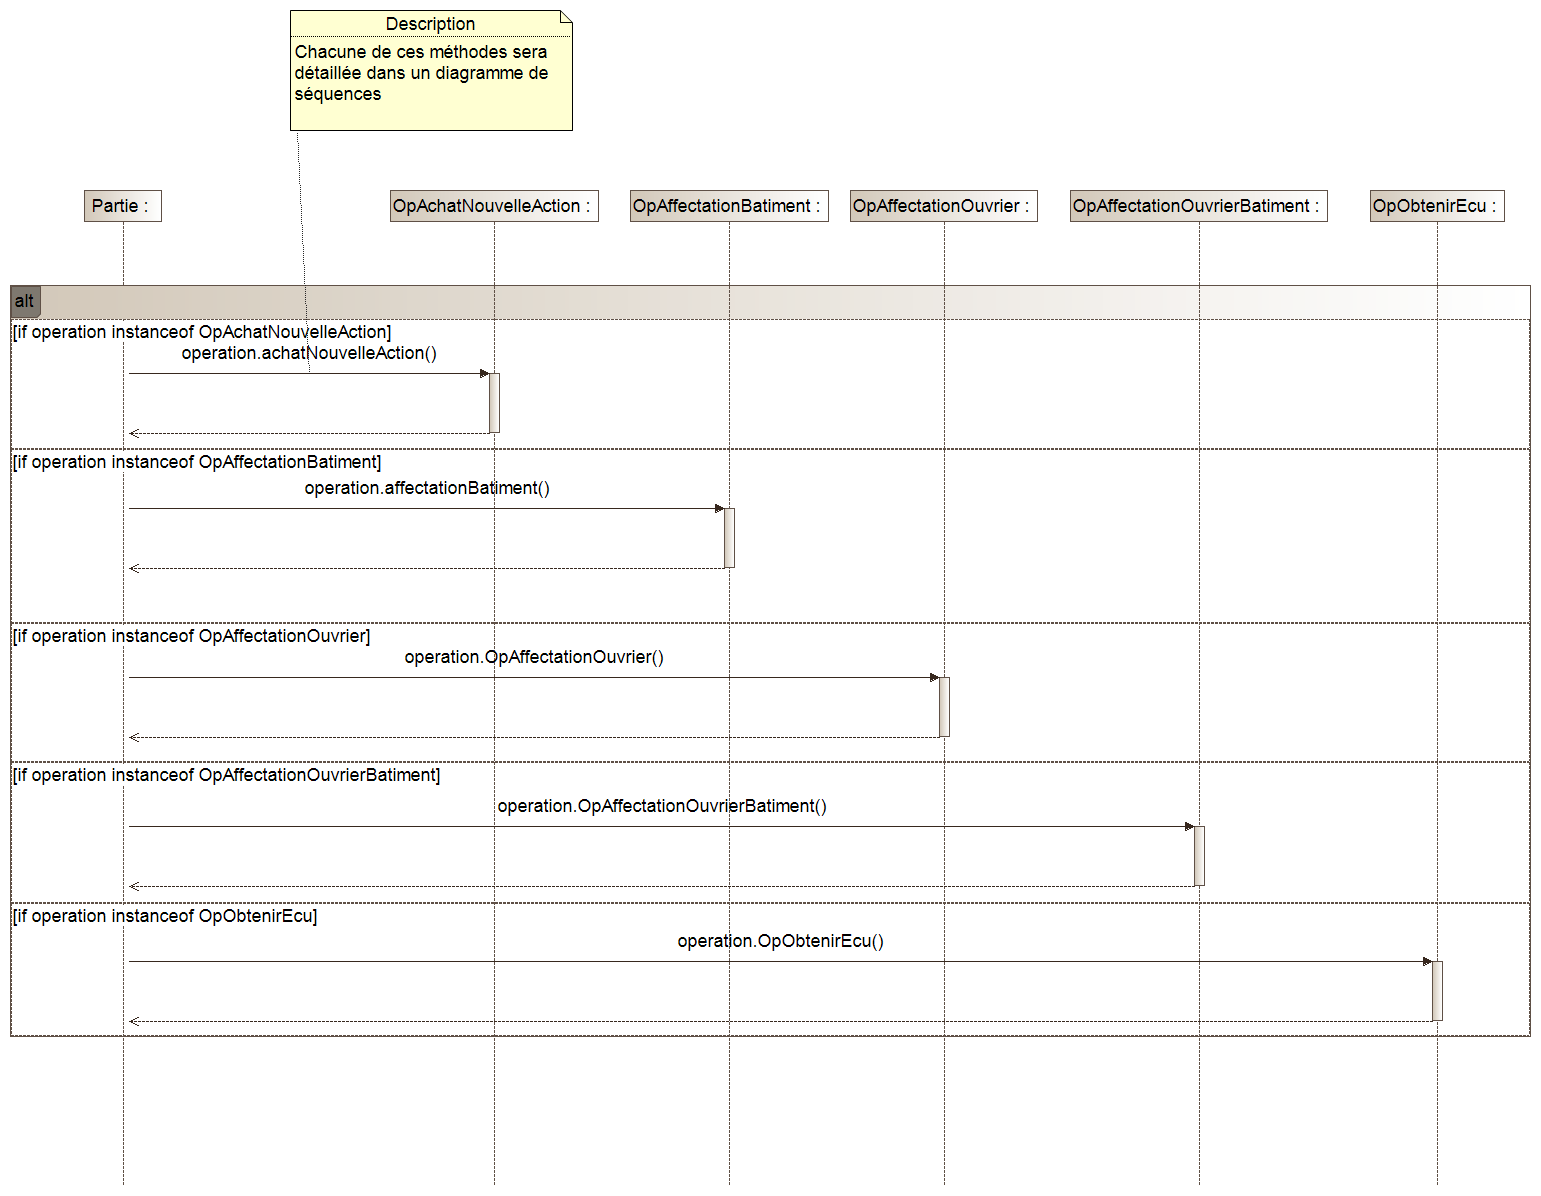 Description
Chacune de ces méthodes sera
détaillée dans un diagramme de
séquences
Partie :
OpAchatNouvelleAction :
OpAffectationBatiment :
OpAffectationOuvrier :
OpAffectationOuvrierBatiment :
OpObtenirEcu :
alt
[if operation instanceof OpAchatNouvelleAction]
operation.achatNouvelleAction()
[if operation instanceof OpAffectationBatiment]
operation.affectationBatiment()
[if operation instanceof OpAffectationOuvrier]
operation.OpAffectationOuvrier()
[if operation instanceof OpAffectationOuvrierBatiment]
operation.OpAffectationOuvrierBatiment()
[if operation instanceof OpObtenirEcu]
operation.OpObtenirEcu()